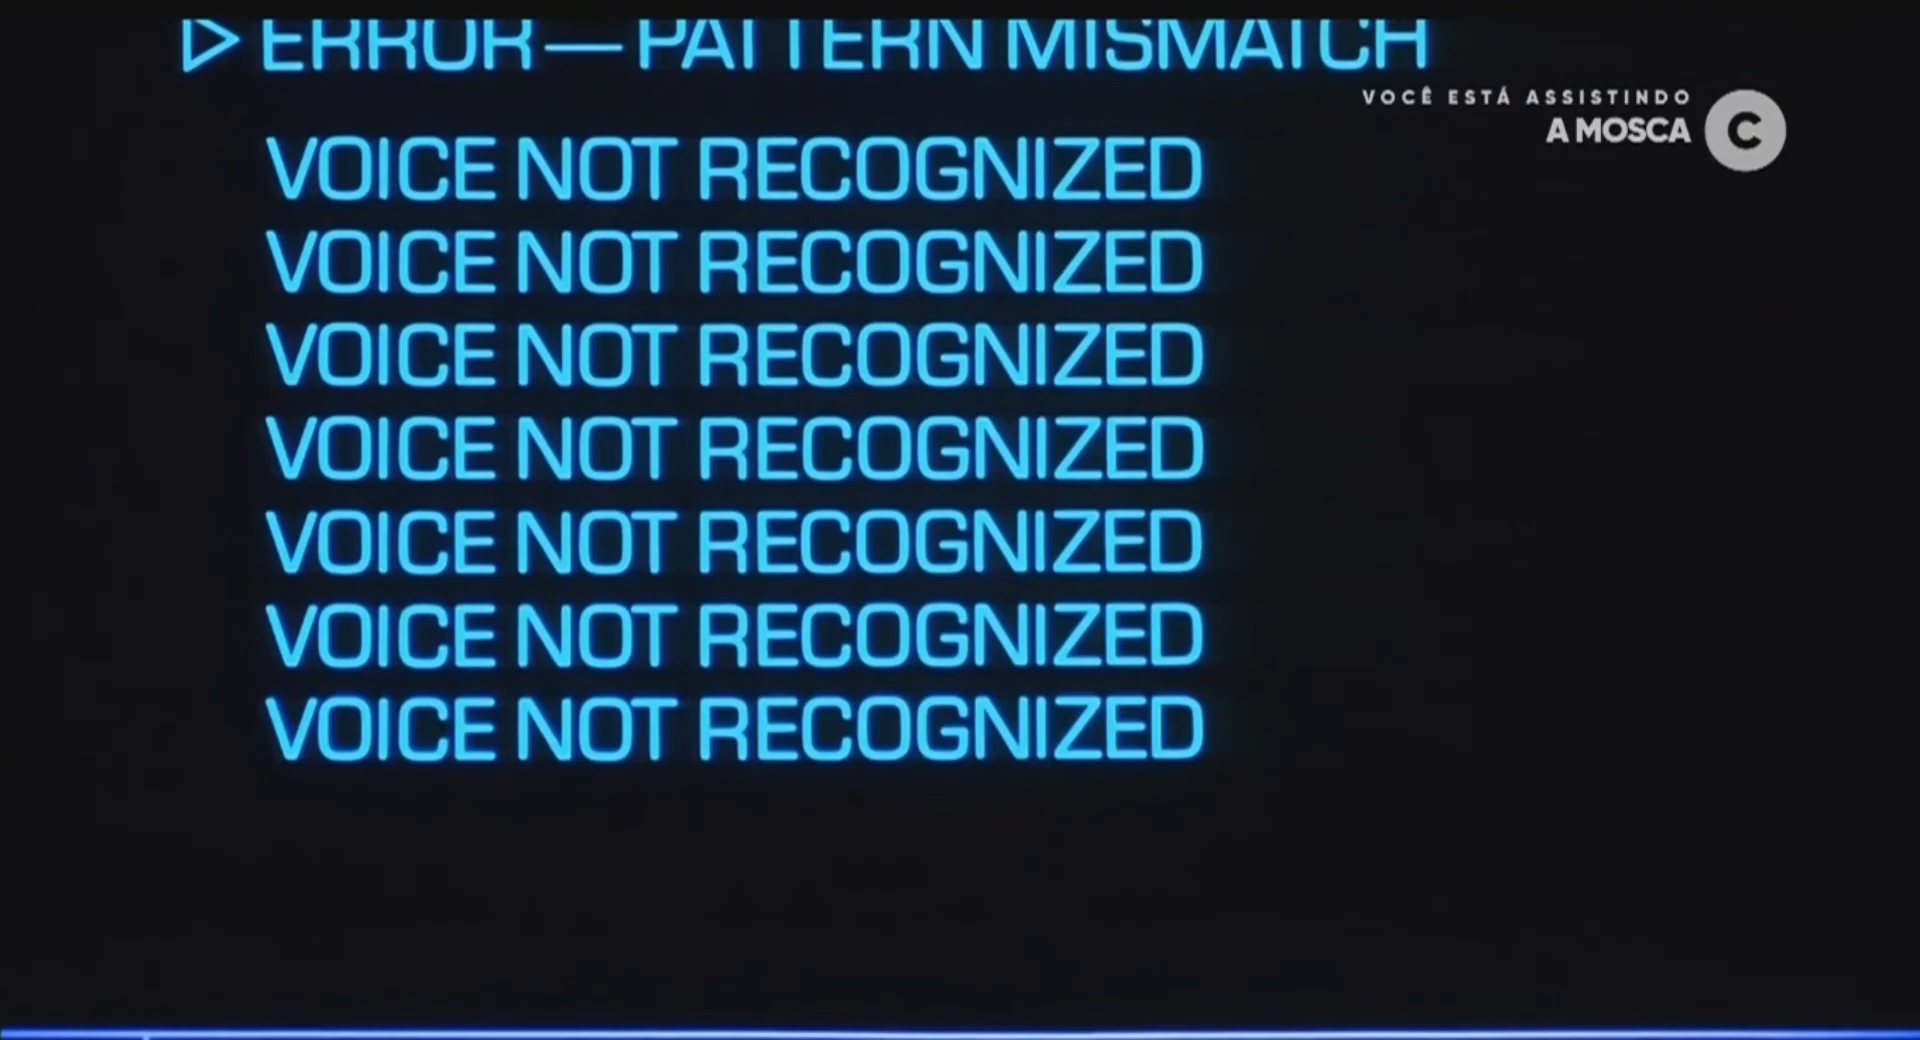 ERROR — PATTERN MISMATCH
VOCÊ ESTÁ ASSISTINDO
A MOSCA
C
VOICE NOT RECOGNIZED
VOICE NOT RECOGNIZED
VOICE NOT RECOGNIZED
VOICE NOT RECOGNIZED
VOICE NOT RECOGNIZED
VOICE NOT RECOGNIZED
VOICE NOT RECOGNIZED